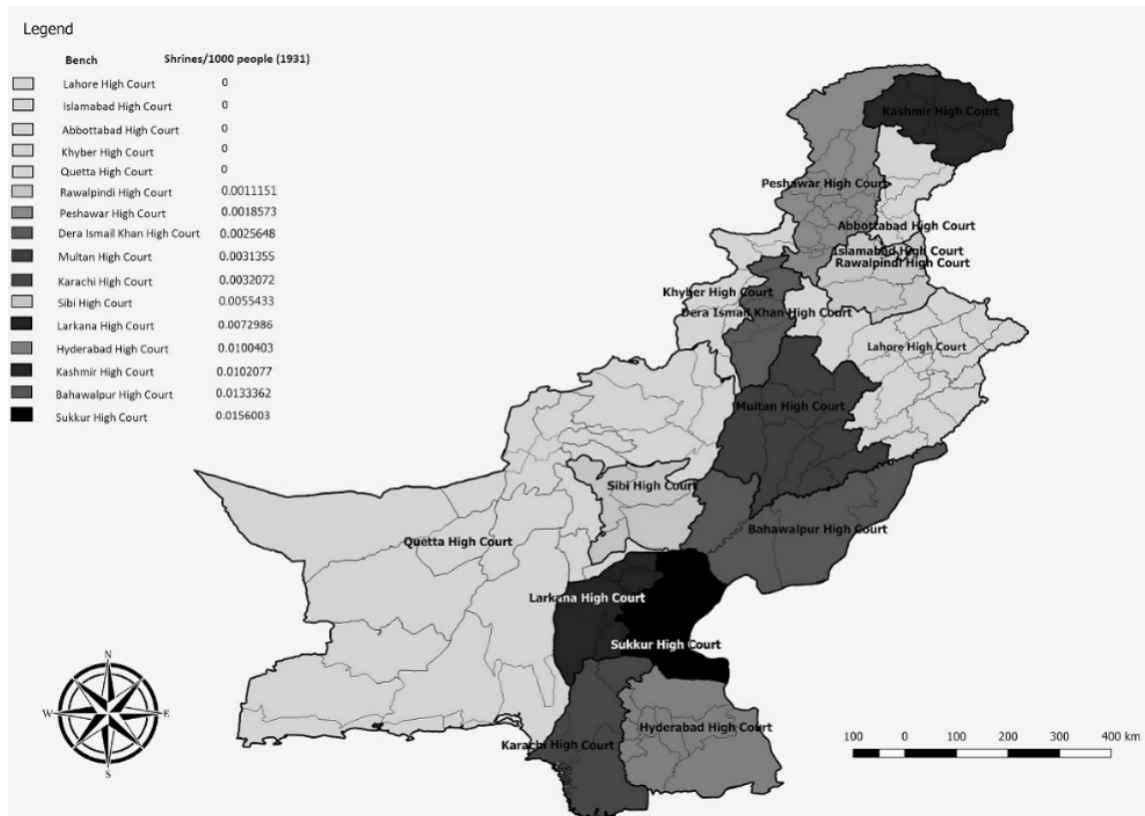 Legend
Bench Shrines/1000 people (1931)
Lahore High Court 0
Islamabad High Court 0
Abbottabad High Court 0
Khyber High Court 0
Quetta High Court 0
Rawalpindi High Court 0.0011151
Peshawar High Court 0.0018573
Dera Ismail Khan High Court 0.0025648
Multan High Court 0.0031355
Karachi High Court 0.0032072
Sibi High Court 0.0055433
Larkana High Court 0.0072986
Hyderabad High Court 0.0100403
Kashmir High Court 0.0102077
Bahawalpur High Court 0.0133362
Sukkur High Court 0.0156003
Kashmir High Court
Peshawar High Court
Abbottabad High Court
Islamabad High Court
Rawalpindi High Court
Khyber High Court
Dera Ismail Khan High Court
Lahore High Court
Multan High Court
Sibi High Court
Bahawalpur High Court
Quetta High Court
Larkana High Court
Sukkur High Court
Hyderabad High Court
Karachi High Court
N
W E
S
100 0 100 200 300 400 km